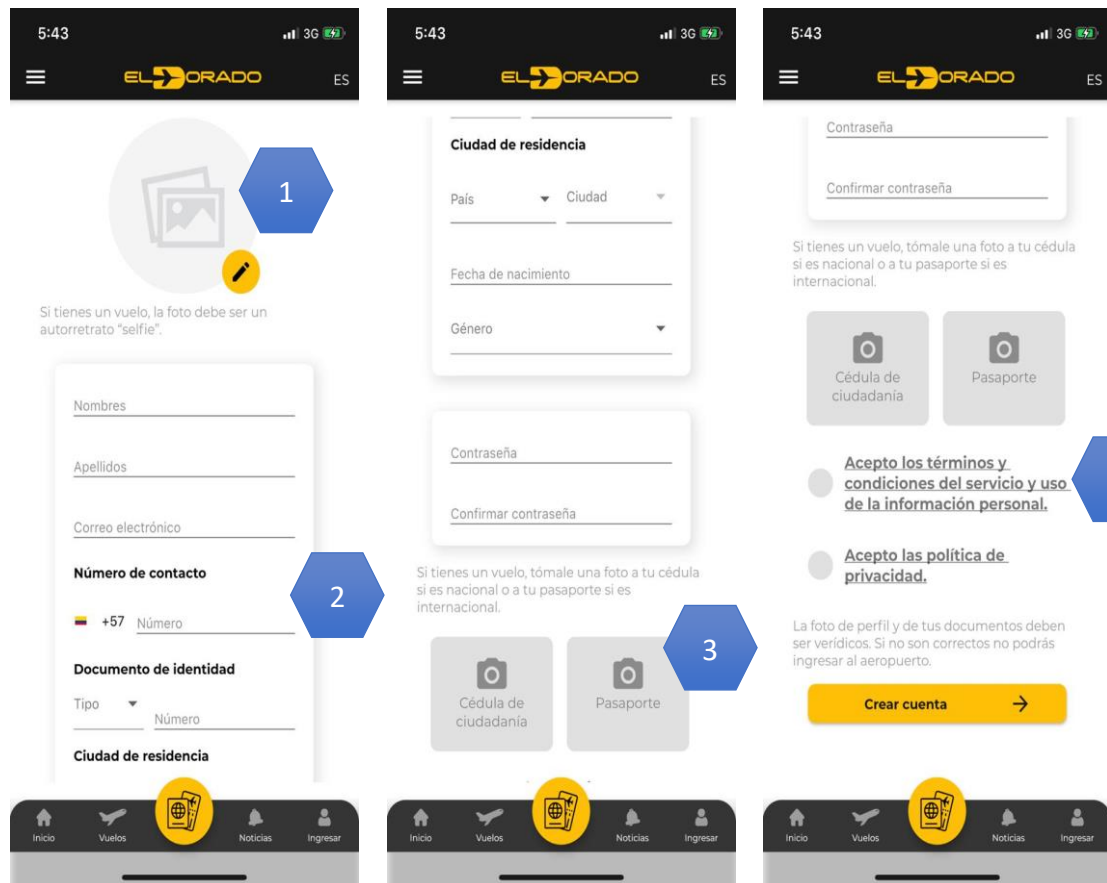 5:43
3G
EL DORADO
ES
1
Si tienes un vuelo, la foto debe ser un
autorretrato "selfie".
Nombres
Apellidos
Correo electrónico
Número de contacto
2
+57 Número
Documento de identidad
Tipo
Número
Ciudad de residencia
Inicio
Vuelos
Noticias
Ingresar
5:43
3G
EL DORADO
ES
Ciudad de residencia
País
Ciudad
Fecha de nacimiento
Género
Contraseña
Confirmar contraseña
Si tienes un vuelo, tómale una foto a tu cédula
si es nacional o a tu pasaporte si es
internacional.
3
Cédula de
ciudadanía
Pasaporte
Inicio
Vuelos
Noticias
Ingresar
5:43
3G
EL DORADO
ES
Contraseña
Confirmar contraseña
Si tienes un vuelo, tómale una foto a tu cédula
si es nacional o a tu pasaporte si es
internacional.
Cédula de
ciudadanía
Pasaporte
Acepto los términos y
condiciones del servicio y uso
de la información personal.
Acepto las política de
privacidad.
La foto de perfil y de tus documentos deben
ser verídicos. Si no son correctos no podrás
ingresar al aeropuerto.
Crear cuenta
Inicio
Vuelos
Noticias
Ingresar